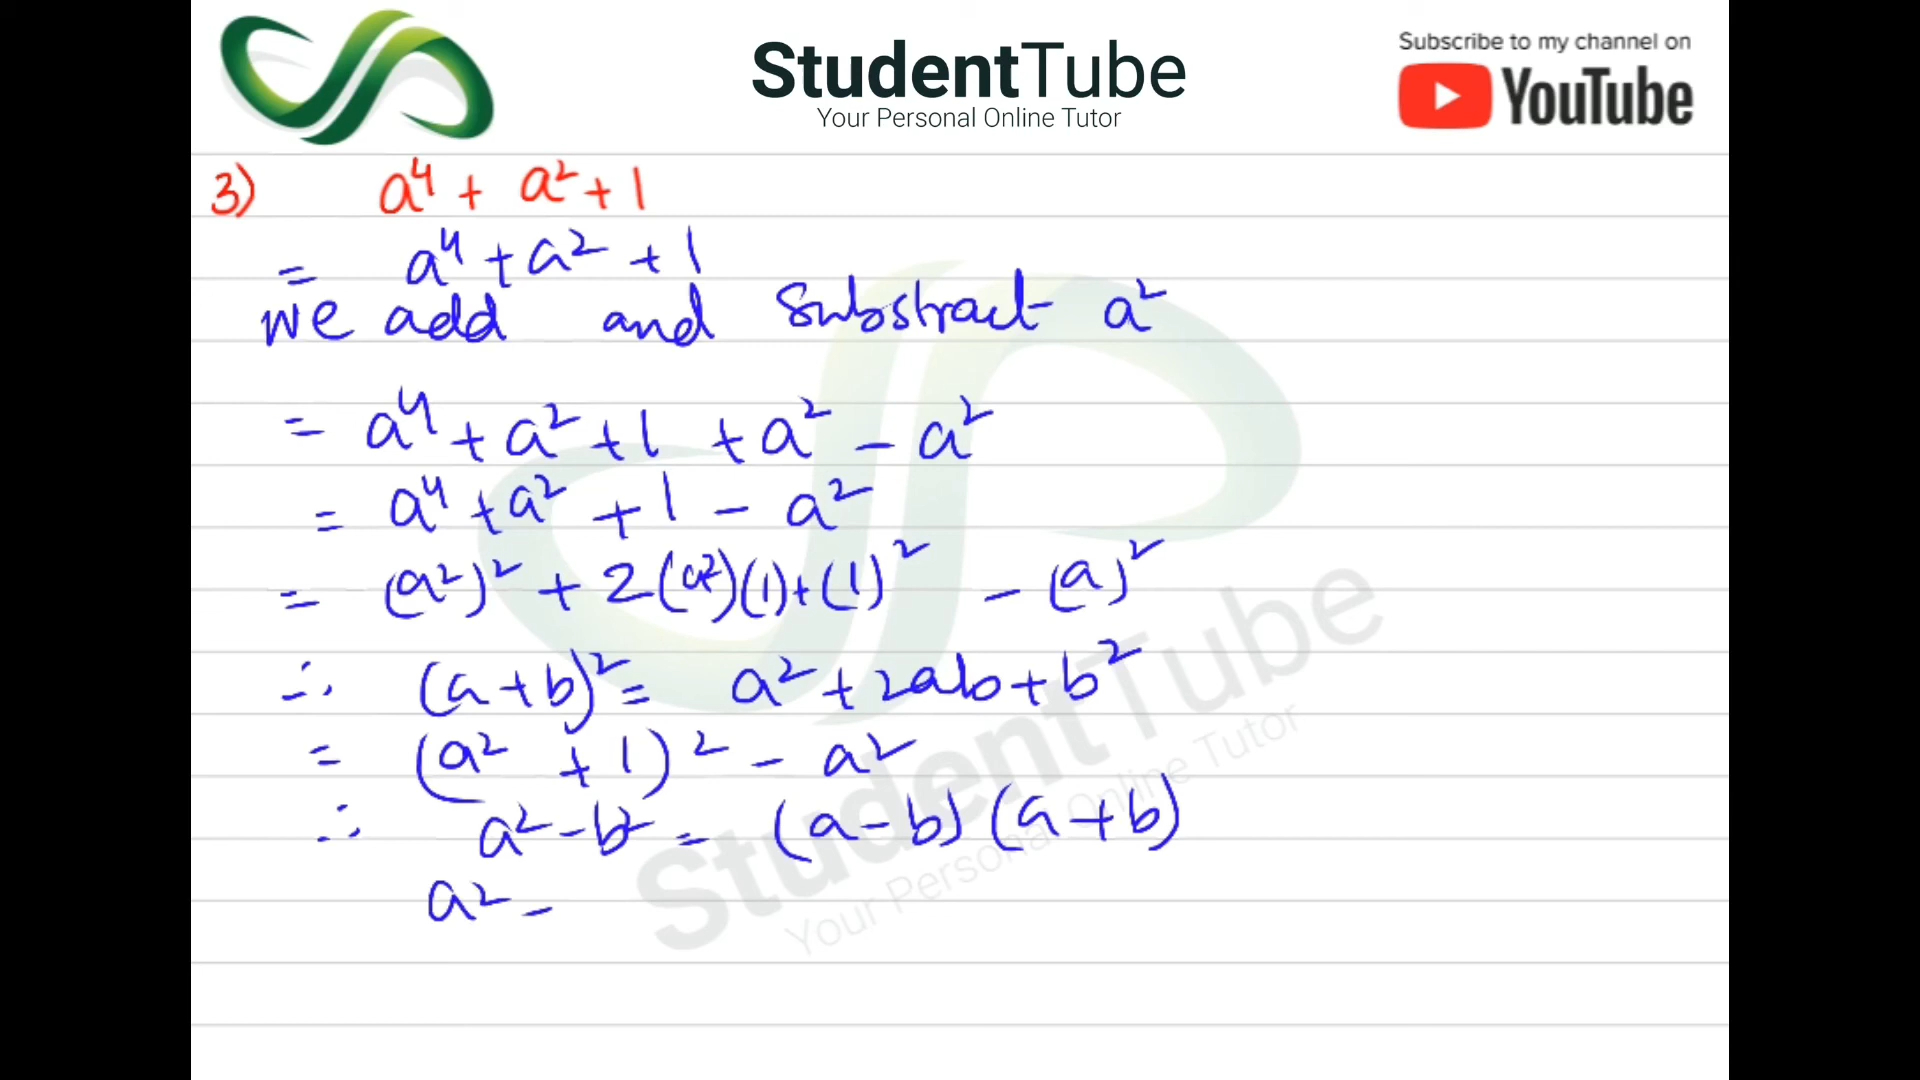 StudentTube
Your Personal Online Tutor
Subscribe to my channel on
YouTube
3) a⁴ + a² + 1
= a⁴ + a² + 1
we add and Substract a²
= a⁴ + a² + 1 + a² - a²
= a⁴ + a² + 1 - a²
= (a²)² + 2(a²)(1) + (1)² - (a)²
∴ (a+b)² = a² + 2ab + b²
= (a² + 1)² - a²
∴ a² - b² = (a-b) (a+b)
a² -
StudentTube
Your Personal Online Tutor